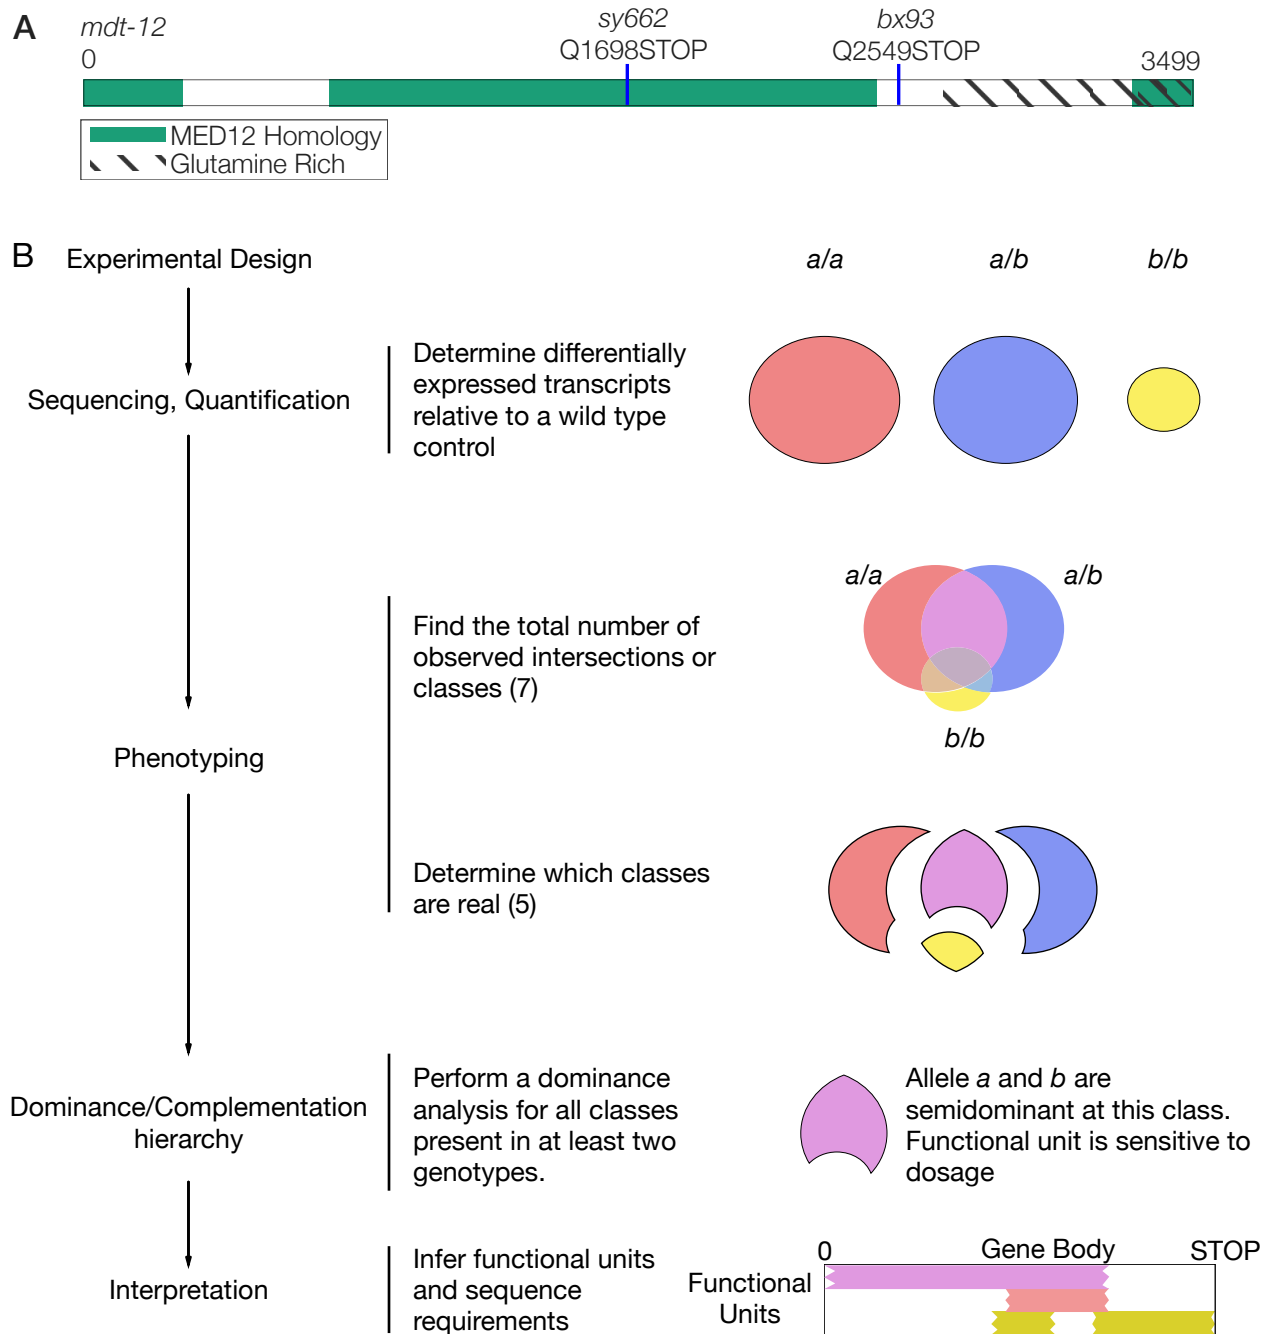 A
mdt-12
0
sy662
Q1698STOP
bx93
Q2549STOP
3499
MED12 Homology
Glutamine Rich
B
Experimental Design
a/a
a/b
b/b
Sequencing, Quantification
Determine differentially
expressed transcripts
relative to a wild type
control
a/a
a/b
Find the total number of
observed intersections or
classes (7)
b/b
Phenotyping
Determine which classes
are real (5)
Dominance/Complementation
hierarchy
Perform a dominance
analysis for all classes
present in at least two
genotypes.
Allele a and b are
semidominant at this class.
Functional unit is sensitive to
dosage
Interpretation
Infer functional units
and sequence
requirements
0
Gene Body
STOP
Functional
Units